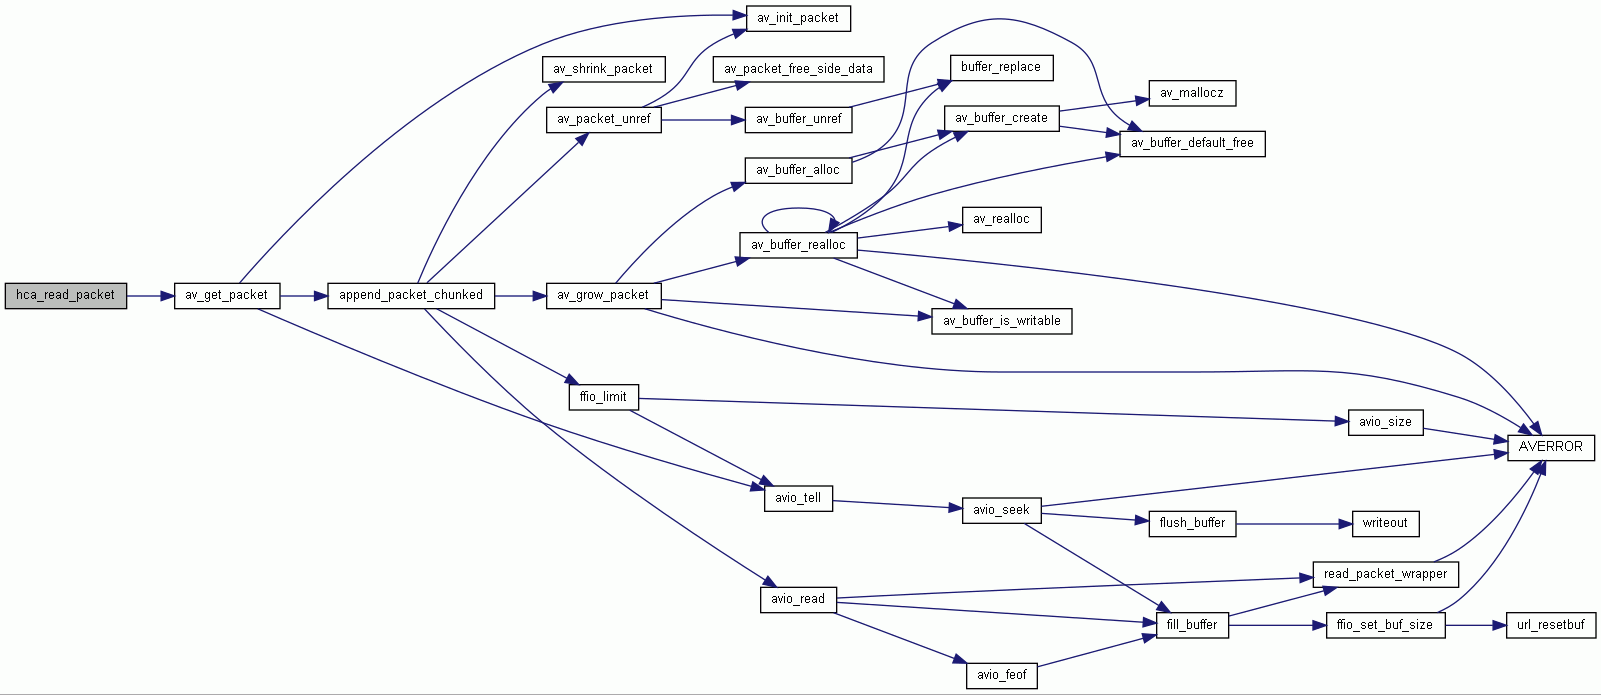 av_init_packet
av_shrink_packet
av_packet_free_side_data
buffer_replace
av_mallocz
av_packet_unref
av_buffer_unref
av_buffer_create
av_buffer_default_free
av_buffer_alloc
av_realloc
av_buffer_realloc
hca_read_packet
av_get_packet
append_packet_chunked
av_grow_packet
av_buffer_is_writable
ffio_limit
avio_size
AVERROR
avio_tell
avio_seek
flush_buffer
writeout
read_packet_wrapper
avio_read
fill_buffer
ffio_set_buf_size
url_resetbuf
avio_feof